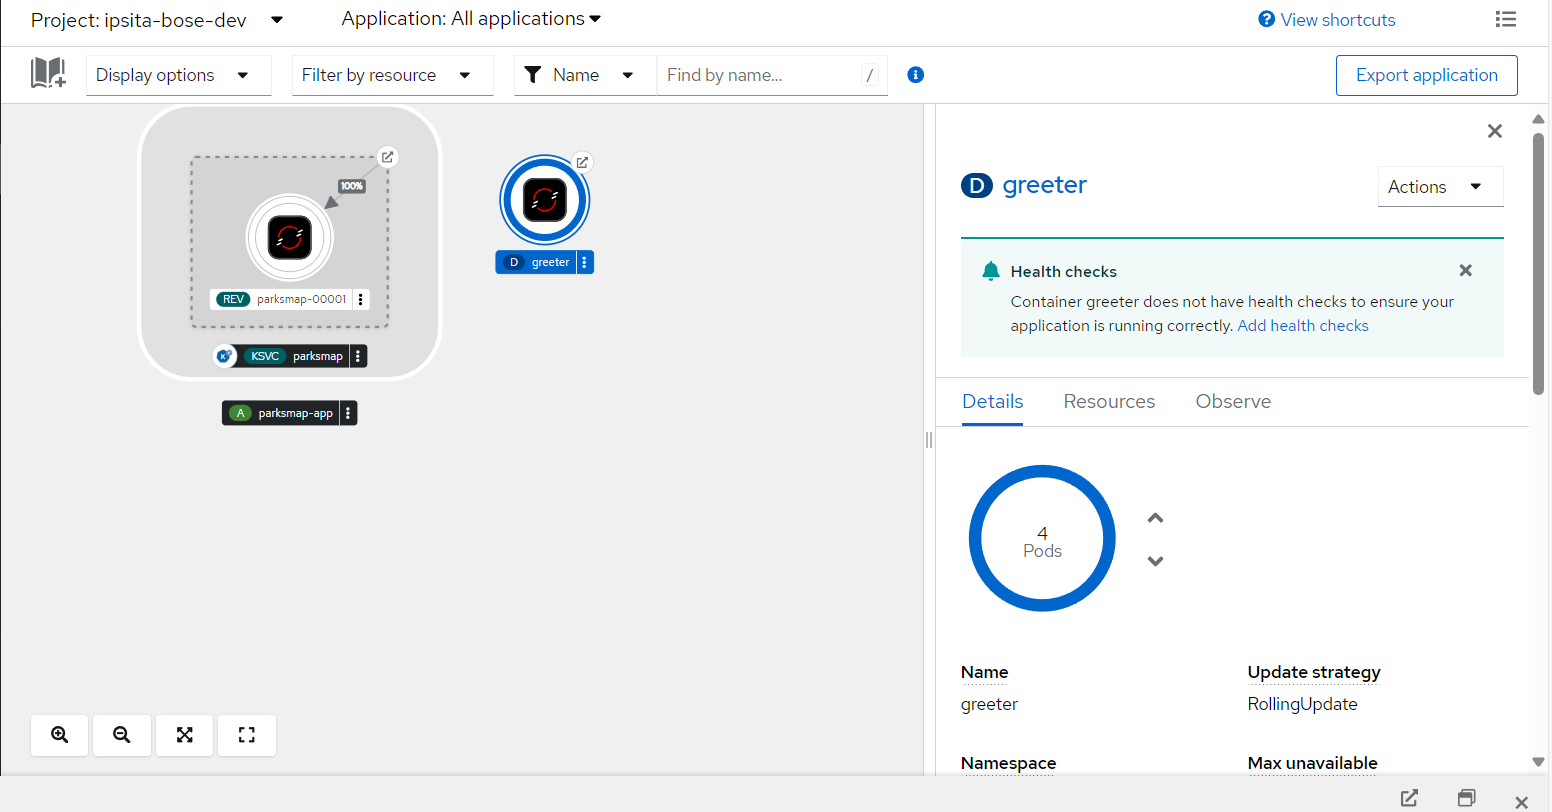 Project: ipsita-bose-dev
Application: All applications
View shortcuts
Display options
Filter by resource
Name
Find by name...
/
Export application
100%
REV parksmap-00001
KSVC parksmap
A parksmap-app
D greeter
D greeter
Actions
Health checks
Container greeter does not have health checks to ensure your
application is running correctly. Add health checks
Details Resources Observe
4
Pods
Name
greeter
Update strategy
RollingUpdate
Namespace
Max unavailable